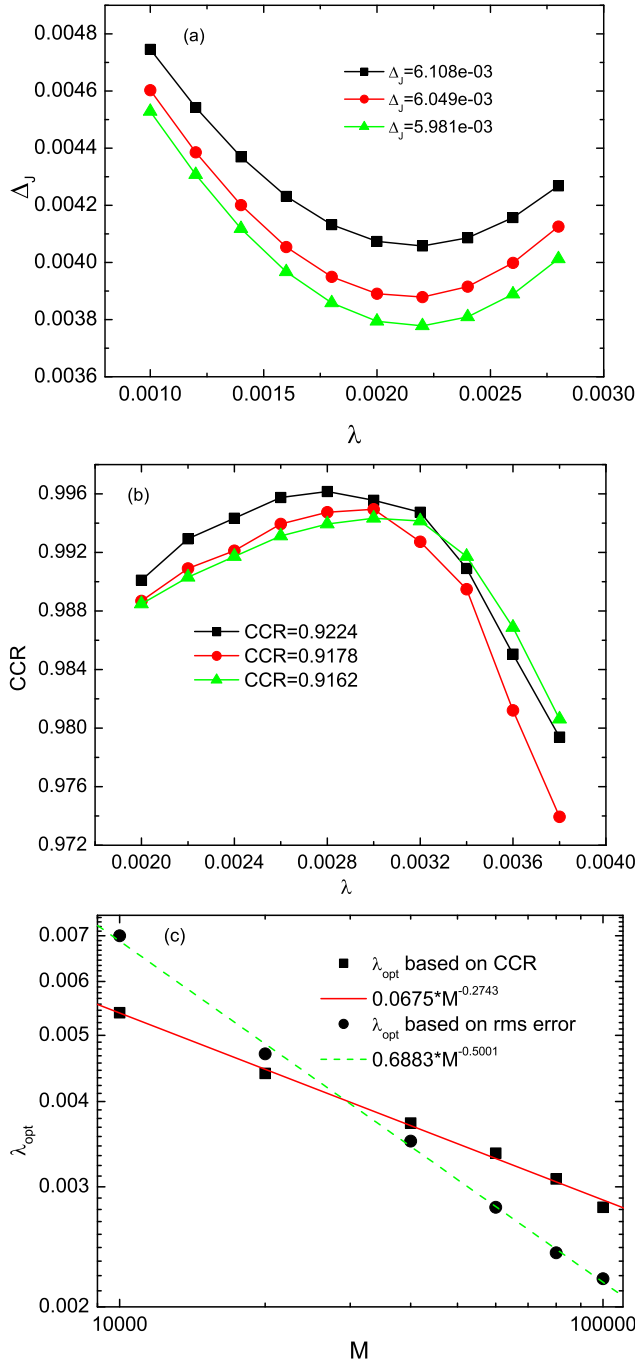 (a)
Δ_J=6.108e-03
Δ_J=6.049e-03
Δ_J=5.981e-03
0.0048
0.0046
0.0044
0.0042
0.0040
0.0038
0.0036
Δ_J
0.0010 0.0015 0.0020 0.0025 0.0030
λ
(b)
0.996
0.992
0.988
0.984
0.980
0.976
0.972
CCR
CCR=0.9224
CCR=0.9178
CCR=0.9162
0.0020 0.0024 0.0028 0.0032 0.0036 0.0040
λ
(c)
0.007
0.006
0.005
0.004
0.003
0.002
λ_opt
λ_opt based on CCR
0.0675*M^-0.2743
λ_opt based on rms error
0.6883*M^-0.5001
10000 100000
M